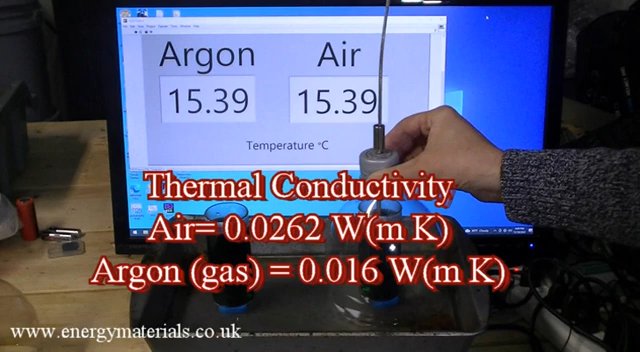 Argon Air
15.39 15.39
Temperature °C
Thermal Conductivity
Air= 0.0262 W(m K)
Argon (gas) = 0.016 W(m K)
www.energymaterials.co.uk